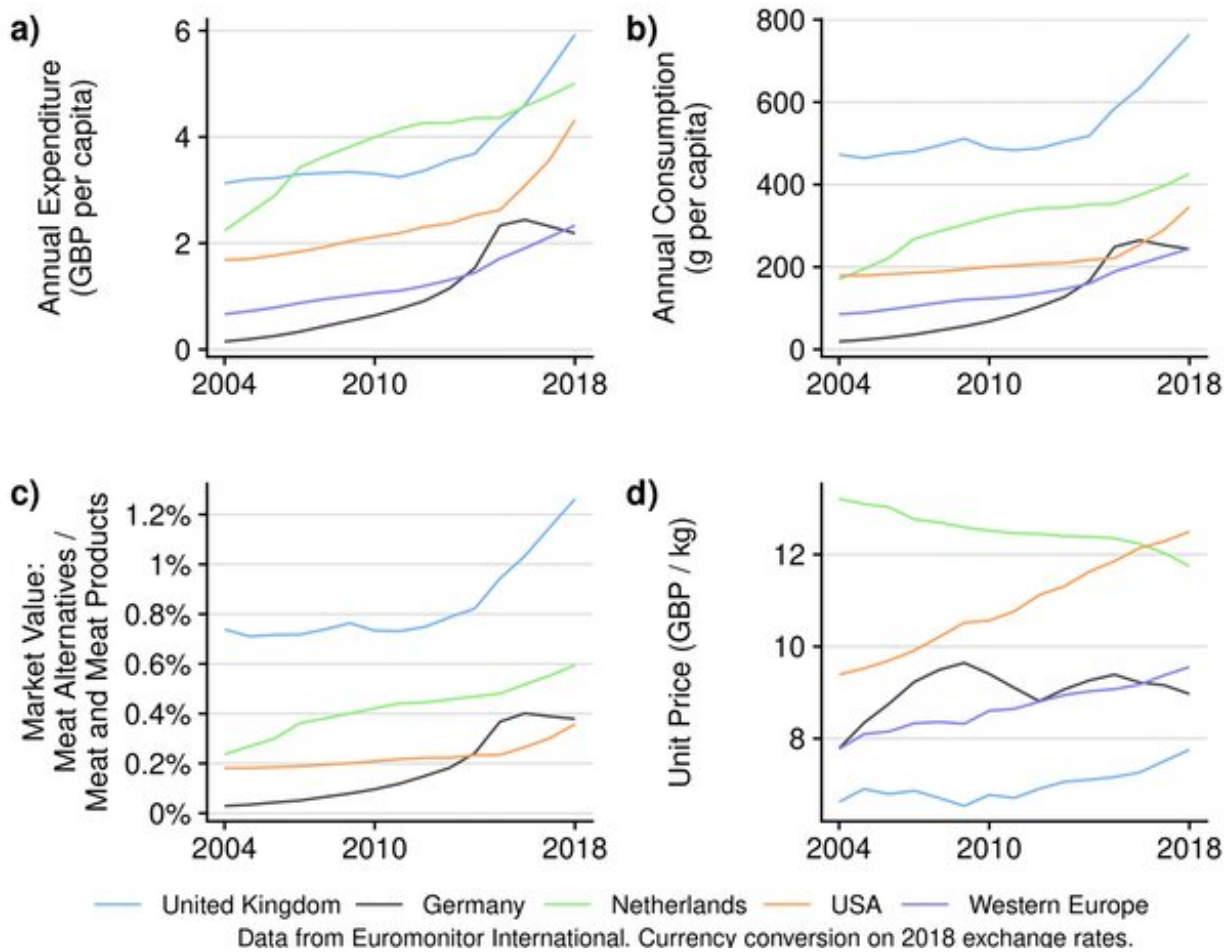 a)
Annual Expenditure
(GBP per capita)
6
4
2
0
2004 2010 2018
b)
Annual Consumption
(g per capita)
800
600
400
200
0
2004 2010 2018
c)
Market Value:
Meat Alternatives /
Meat and Meat Products
1.2%
1%
0.8%
0.6%
0.4%
0.2%
0%
2004 2010 2018
d)
Unit Price (GBP / kg)
12
10
8
2004 2010 2018
United Kingdom Germany Netherlands USA Western Europe
Data from Euromonitor International. Currency conversion on 2018 exchange rates.